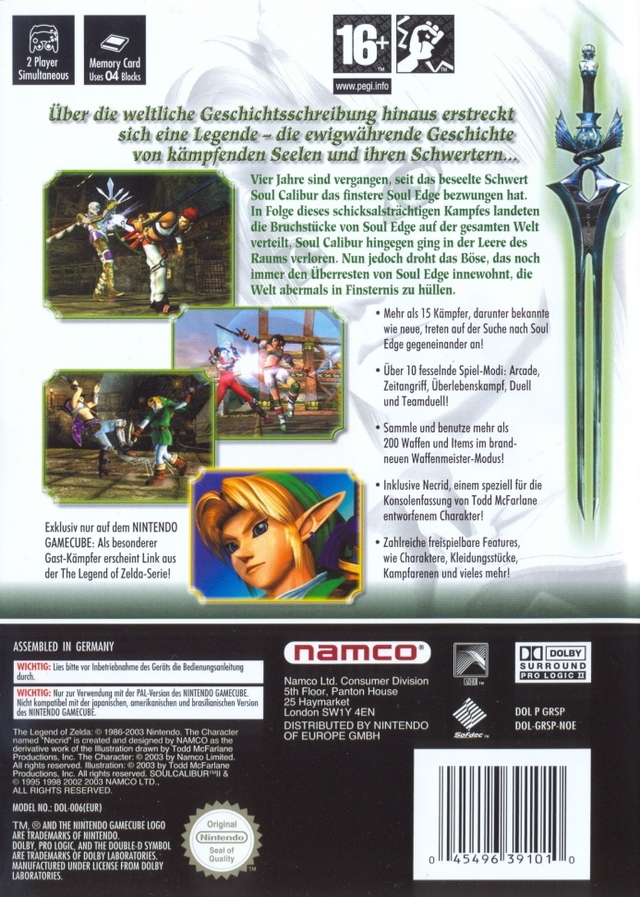 2 Player
Simultaneous
Memory Card
Uses 04 Blocks
16+
www.pegi.info
Über die weltliche Geschichtsschreibung hinaus erstreckt
sich eine Legende – die ewigwährende Geschichte
von kämpfenden Seelen und ihren Schwertern...
Vier Jahre sind vergangen, seit das beseelte Schwert
Soul Calibur das finstere Soul Edge bezwungen hat.
In Folge dieses schicksalsträchtigen Kampfes landeten
die Bruchstücke von Soul Edge auf der gesamten Welt
verteilt, Soul Calibur hingegen ging in der Leere des
Raums verloren. Nun jedoch droht das Böse, das noch
immer den Überresten von Soul Edge innewohnt, die
Welt abermals in Finsternis zu hüllen.
• Mehr als 15 Kämpfer, darunter bekannte
wie neue, treten auf der Suche nach Soul
Edge gegeneinander an!
• Über 10 fesselnde Spiel-Modi: Arcade,
Zeitangriff, Überlebenskampf, Duell
und Teamduell!
• Sammle und benutze mehr als
200 Waffen und Items im brand-
neuen Waffenmeister-Modus!
• Inklusive Necrid, einem speziell für die
Konsolenfassung von Todd McFarlane
entworfenem Charakter!
• Zahlreiche freispielbare Features,
wie Charaktere, Kleidungsstücke,
Kampfarenen und vieles mehr!
Exklusiv nur auf dem NINTENDO
GAMECUBE: Als besonderer
Gast-Kämpfer erscheint Link aus
der The Legend of Zelda-Serie!
ASSEMBLED IN GERMANY
WICHTIG: Lies bitte vor Inbetriebnahme des Geräts die Bedienungsanleitung
durch.
WICHTIG: Nur zur Verwendung mit der PAL-Version des NINTENDO GAMECUBE.
Nicht kompatibel mit der japanischen, amerikanischen und brasilianischen Version
des NINTENDO GAMECUBE.
The Legend of Zelda: © 1986-2003 Nintendo. The Character
named "Necrid" is created and designed by NAMCO as the
derivative work of the Illustration drawn by Todd McFarlane
Productions, Inc. The Character: © 2003 by Namco Limited.
All rights reserved. Illustration: © 2003 by Todd McFarlane
Productions, Inc. All rights reserved. SOULCALIBUR™II &
© 1995 1998 2002 2003 NAMCO LTD.,
ALL RIGHTS RESERVED.
MODEL NO.: DOL-006(EUR)
TM, ® AND THE NINTENDO GAMECUBE LOGO
ARE TRADEMARKS OF NINTENDO.
DOLBY, PRO LOGIC, AND THE DOUBLE-D SYMBOL
ARE TRADEMARKS OF DOLBY LABORATORIES.
MANUFACTURED UNDER LICENSE FROM DOLBY
LABORATORIES.
Original
Nintendo
Seal of
Quality
TM
namco®
Namco Ltd. Consumer Division
5th Floor, Panton House
25 Haymarket
London SW1Y 4EN
DISTRIBUTED BY NINTENDO
OF EUROPE GMBH
Sofdec
DOLBY
SURROUND
PRO LOGIC II
DOL P GRSP
DOL-GRSP-NOE
0 45496 39101 0